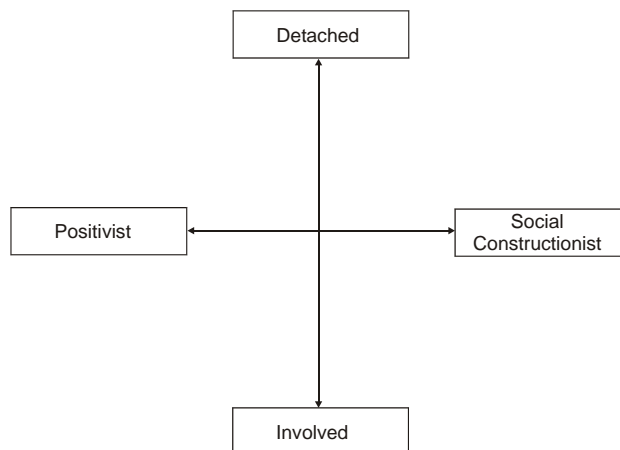 Detached
Positivist
Social
Constructionist
Involved